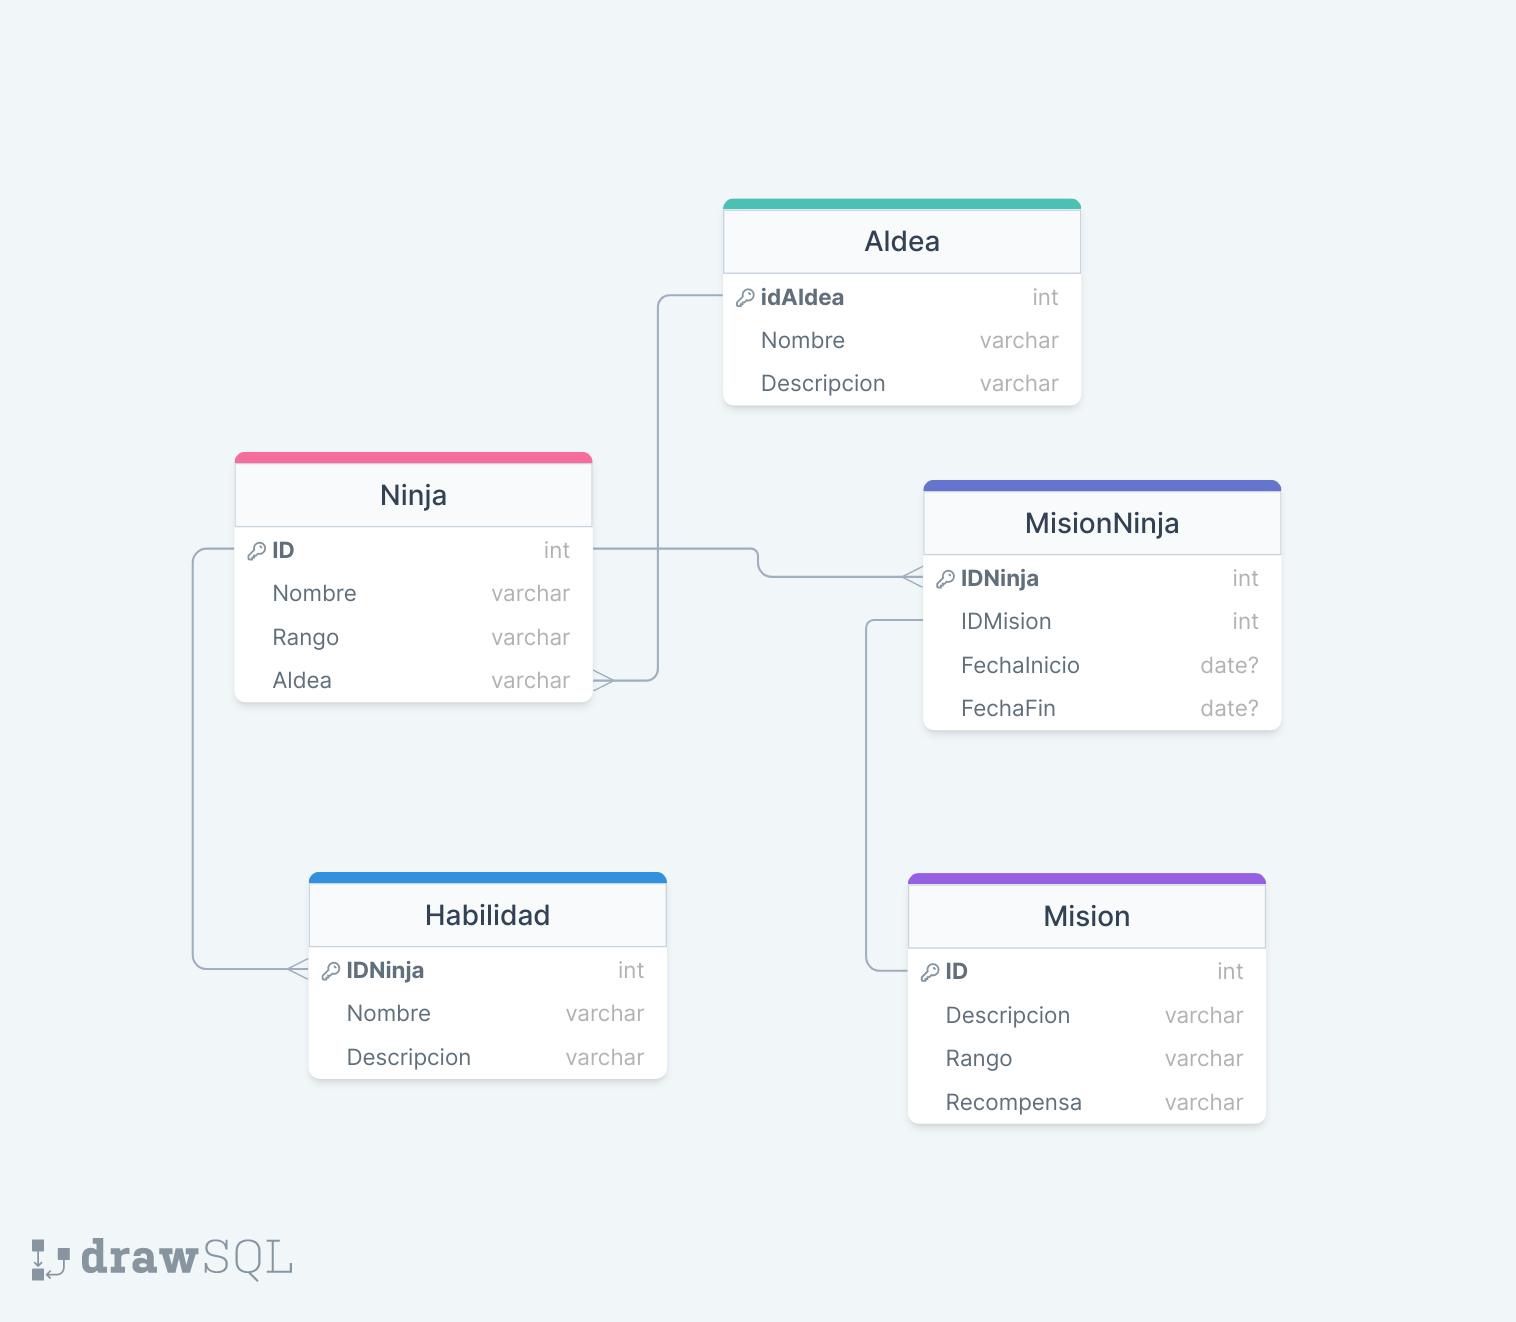 Aldea
idAldea int
Nombre varchar
Descripcion varchar
Ninja
ID int
Nombre varchar
Rango varchar
Aldea varchar
MisionNinja
IDNinja int
IDMision int
FechaInicio date?
FechaFin date?
Habilidad
IDNinja int
Nombre varchar
Descripcion varchar
Mision
ID int
Descripcion varchar
Rango varchar
Recompensa varchar
drawSQL